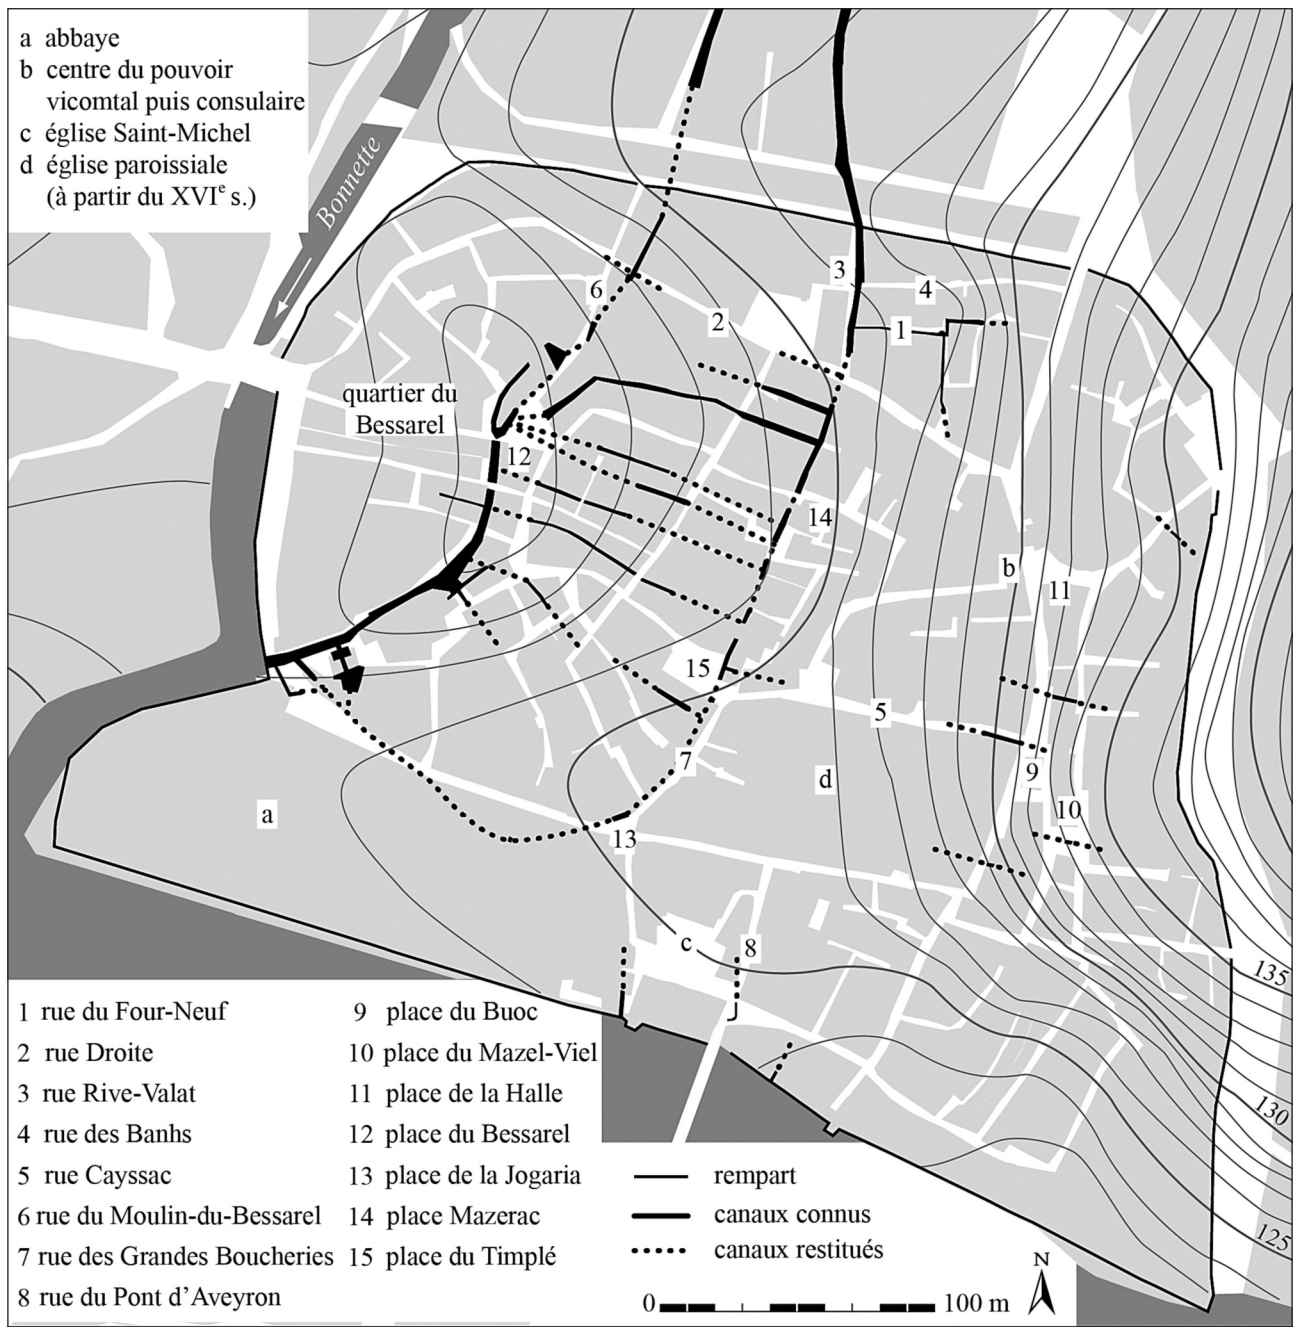 a abbaye
b centre du pouvoir
vicomtal puis consulaire
c église Saint-Michel
d église paroissiale
(à partir du XVIe s.)
Bonnette
3
4
6
2
1
quartier du
Bessarel
12
14
b
11
15
5
7
d
9
a
10
13
c
8
135
130
125
1 rue du Four-Neuf
2 rue Droite
3 rue Rive-Valat
4 rue des Banhs
5 rue Cayssac
6 rue du Moulin-du-Bessarel
7 rue des Grandes Boucheries
8 rue du Pont d'Aveyron
9 place du Buoc
10 place du Mazel-Viel
11 place de la Halle
12 place du Bessarel
13 place de la Jogaria
14 place Mazerac
15 place du Timplé
rempart
canaux connus
canaux restitués
N
0 100 m